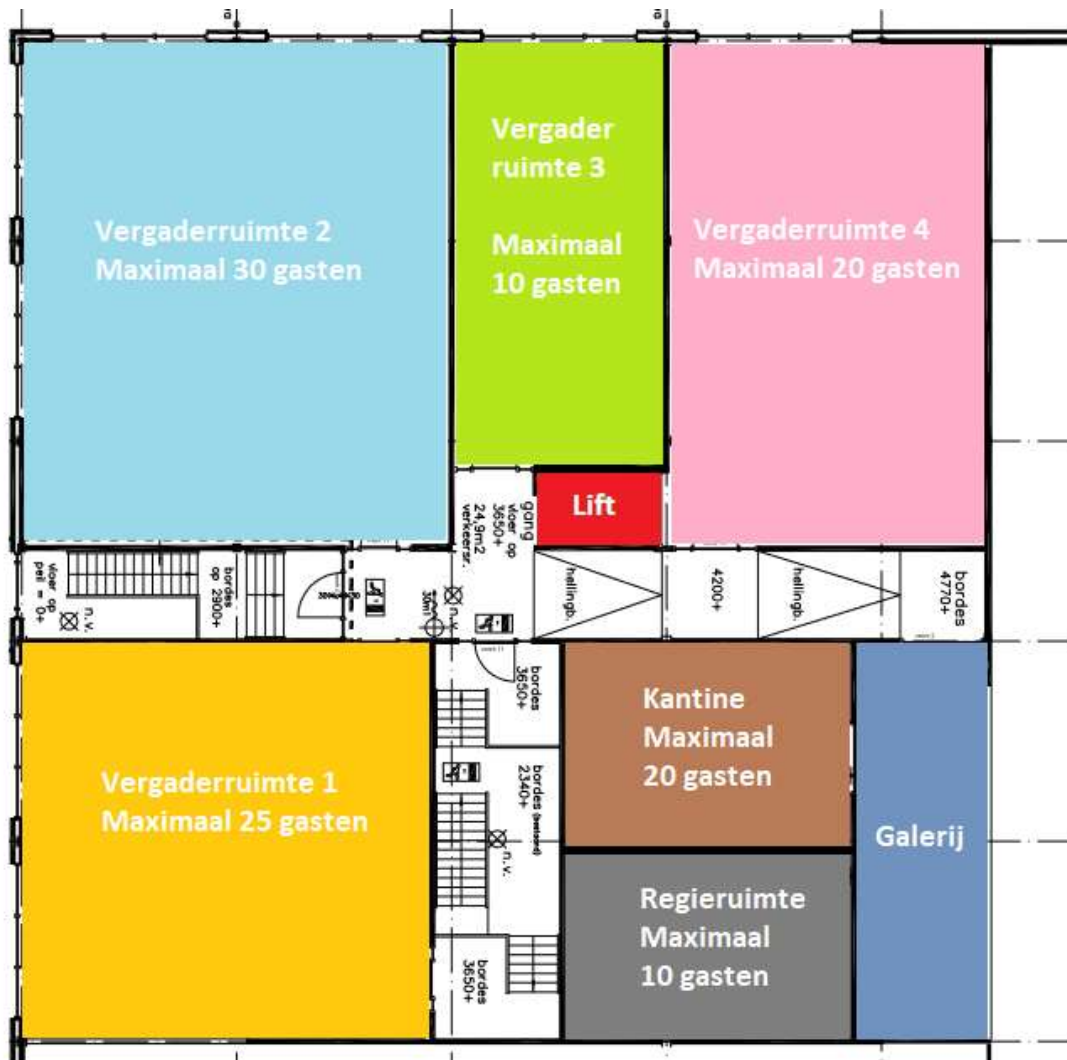 Vergaderruimte 2
Maximaal 30 gasten
Vergader
ruimte 3
Maximaal
10 gasten
Vergaderruimte 4
Maximaal 20 gasten
Lift
gang
vloer op
3650+
24,9m2
verkeersr.
vloer op
peil = 0+
n.v.
bordes
op 2900+
30m1
n.v.
hellingb.
4200+
hellingb.
bordes
4770+
Vergaderruimte 1
Maximaal 25 gasten
bordes
3650+
bordes (bestaand)
2340+
n.v.
bordes
3650+
Kantine
Maximaal
20 gasten
Regieruimte
Maximaal
10 gasten
Galerij